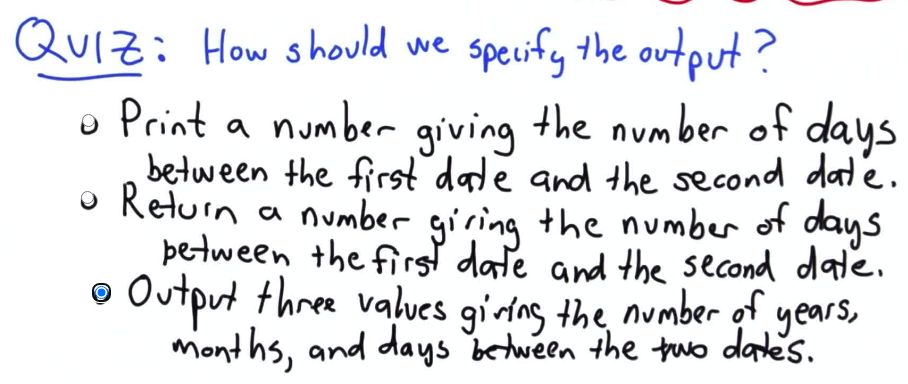 QUIZ: How should we specify the output?
Print a number giving the number of days
between the first date and the second date.
Return a number giving the number of days
between the first date and the second date.
Output three values giving the number of years,
months, and days between the two dates.